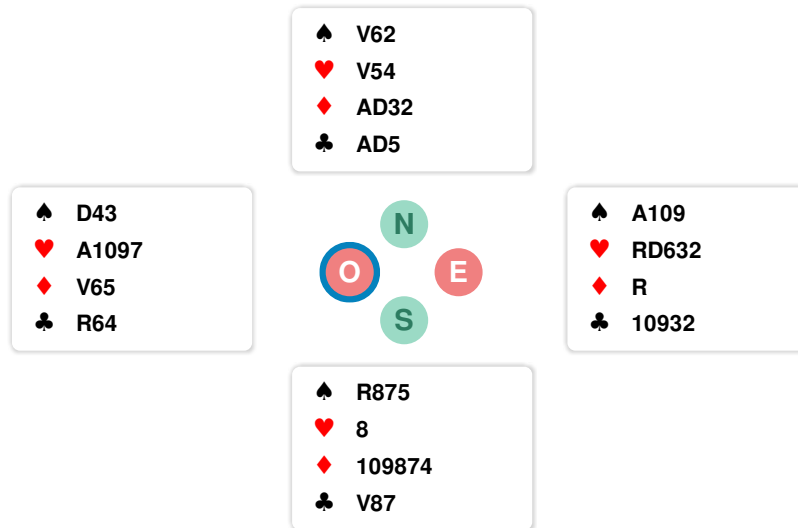 ♠ V62
♥ V54
♦ AD32
♣ AD5
♠ D43
♥ A1097
♦ V65
♣ R64
N
O E
S
♠ A109
♥ RD632
♦ R
♣ 10932
♠ R875
♥ 8
♦ 109874
♣ V87